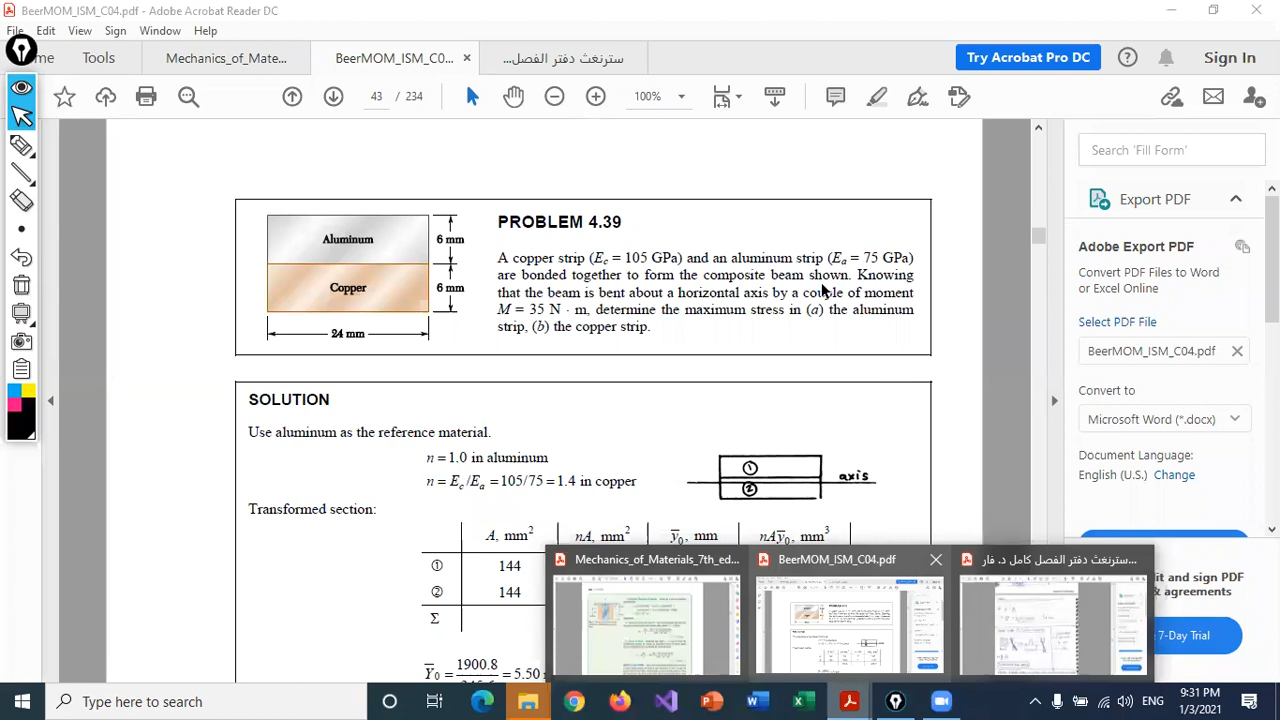 BeerMOM_ISM_C04.pdf - Adobe Acrobat Reader DC
File Edit View Sign Window Help
me Tools Mechanics_of_Mate... BeerMOM_ISM_C0... × سترنغث دفتر الفصل... Try Acrobat Pro DC Sign In
43 / 234 100%
Search 'Fill Form'
Export PDF
Adobe Export PDF
Convert PDF Files to Word
or Excel Online
Select PDF File
BeerMOM_ISM_C04.pdf
Convert to
Microsoft Word (*.docx)
Document Language:
English (U.S.) Change
it and sign PDF
& agreements
7-Day Trial
Aluminum
6 mm
Copper
6 mm
24 mm
PROBLEM 4.39
A copper strip (Ec = 105 GPa) and an aluminum strip (Ea = 75 GPa)
are bonded together to form the composite beam shown. Knowing
that the beam is bent about a horizontal axis by a couple of moment
M = 35 N · m, determine the maximum stress in (a) the aluminum
strip, (b) the copper strip.
SOLUTION
Use aluminum as the reference material.
n = 1.0 in aluminum
n = Ec/Ea = 105/75 = 1.4 in copper
① ② axis
Transformed section:
A, mm² nA, mm² ȳ0, mm nAȳ0, mm³
① 144
② 144
Σ
Ȳ0 = 1900.8 = 5.50
Mechanics_of_Materials_7th_ed... BeerMOM_ISM_C04.pdf سترنغث دفتر الفصل كامل د. فار...
Type here to search
ENG
9:31 PM
1/3/2021